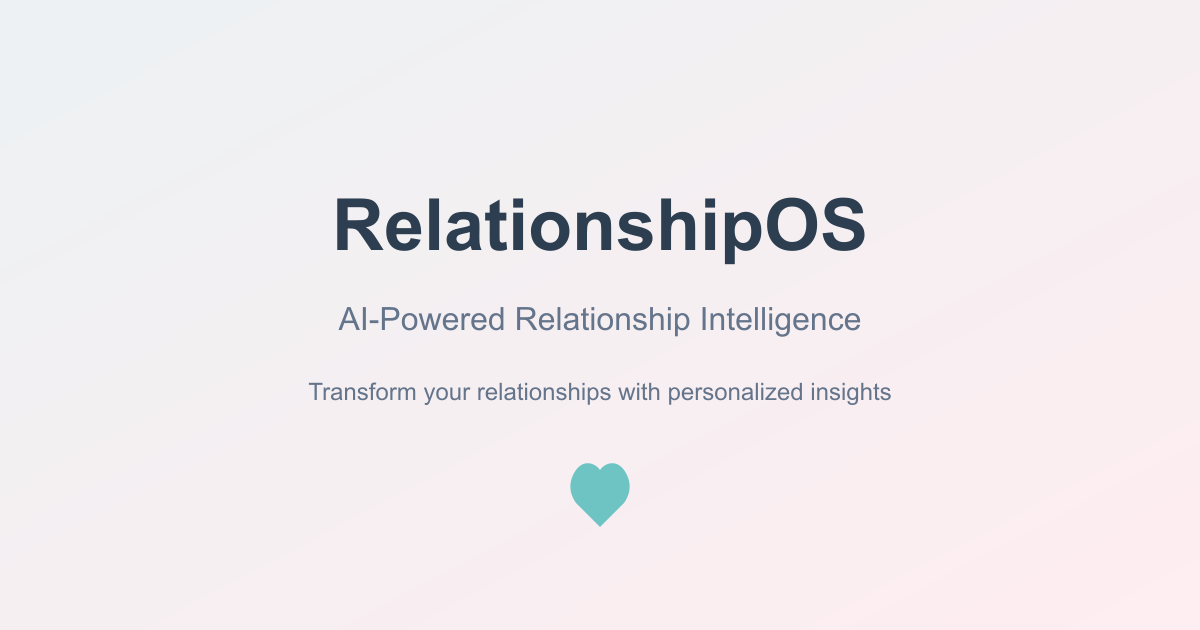 RelationshipOS
AI-Powered Relationship Intelligence
Transform your relationships with personalized insights